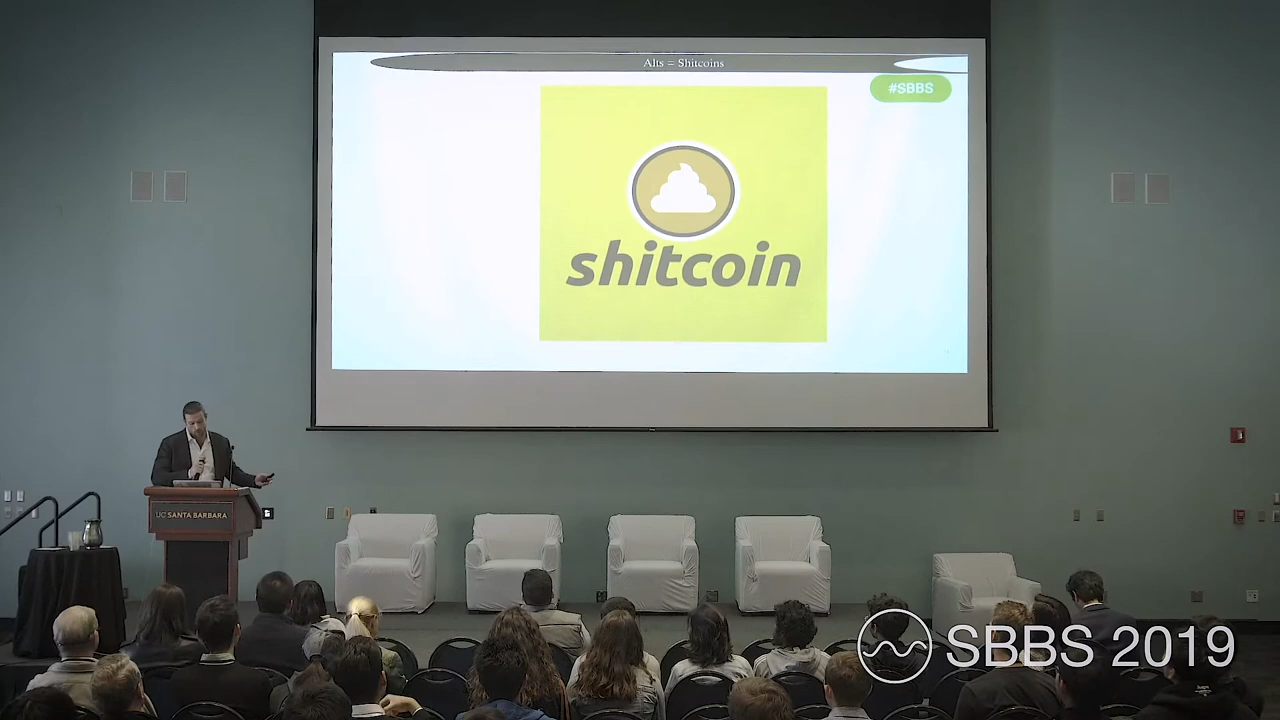 Alts = Shitcoins
#SBBS
shitcoin
UC SANTA BARBARA
SBBS 2019